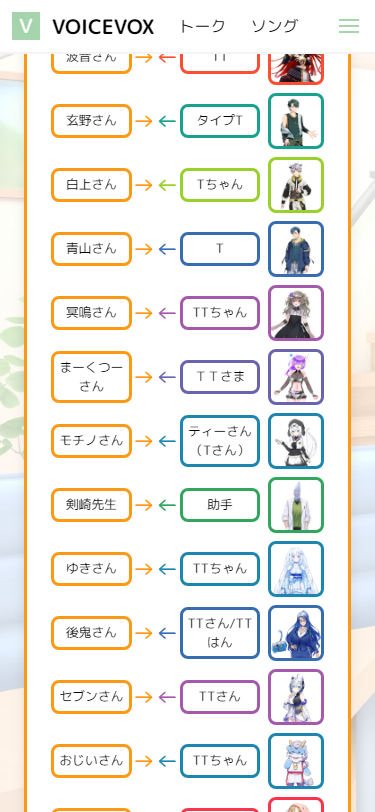 V VOICEVOX トーク ソング
波音さん → ← TT
玄野さん → ← タイプT
白上さん → ← Tちゃん
青山さん → ← T
冥鳴さん → ← TTちゃん
まーくつー
さん → ← TTさま
モチノさん → ← ティーさん
（Tさん）
剣崎先生 → ← 助手
ゆきさん → ← TTちゃん
後鬼さん → ← TTさん/TT
はん
セブンさん → ← TTさん
おじいさん → ← TTちゃん